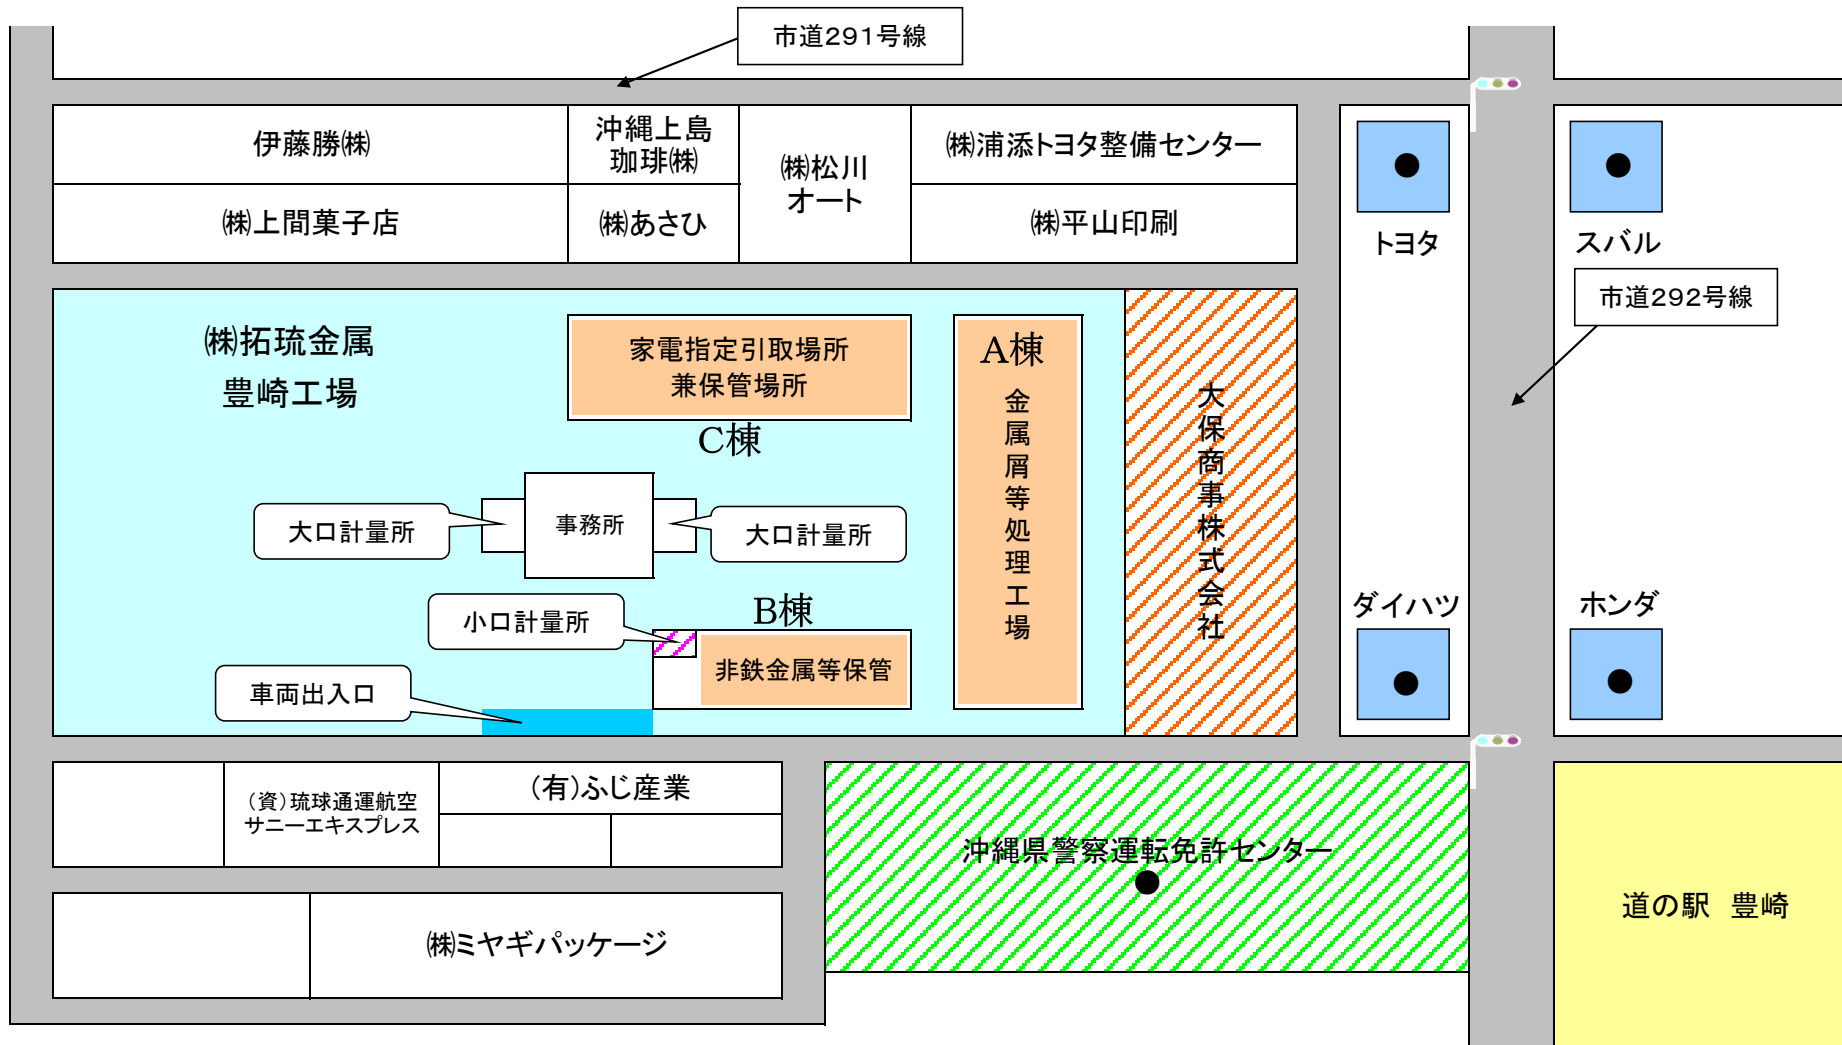 市道291号線
伊藤勝㈱
沖縄上島
珈琲㈱
㈱松川
オート
㈱浦添トヨタ整備センター
㈱上間菓子店
㈱あさひ
㈱平山印刷
トヨタ
スバル
市道292号線
㈱拓琉金属
豊崎工場
家電指定引取場所
兼保管場所
C棟
A棟
金属屑等処理工場
大保商事株式会社
大口計量所
事務所
大口計量所
小口計量所
B棟
非鉄金属等保管
車両出入口
ダイハツ
ホンダ
（資）琉球通運航空
サニーエキスプレス
（有）ふじ産業
沖縄県警察運転免許センター
㈱ミヤギパッケージ
道の駅　豊崎